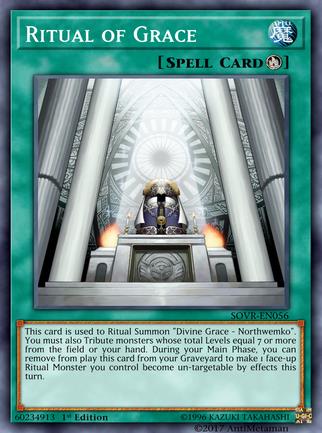 Ritual of Grace
[Spell Card]
SOVR-EN056
This card is used to Ritual Summon "Divine Grace - Northwemko".
You must also Tribute monsters whose total Levels equal 7 or more
from the field or your hand. During your Main Phase, you can
remove from play this card from your Graveyard to make 1 face-up
Ritual Monster you control become un-targetable by effects this
turn.
60234913 1st Edition ©1996 KAZUKI TAKAHASHI
©2017 AntiMetaman